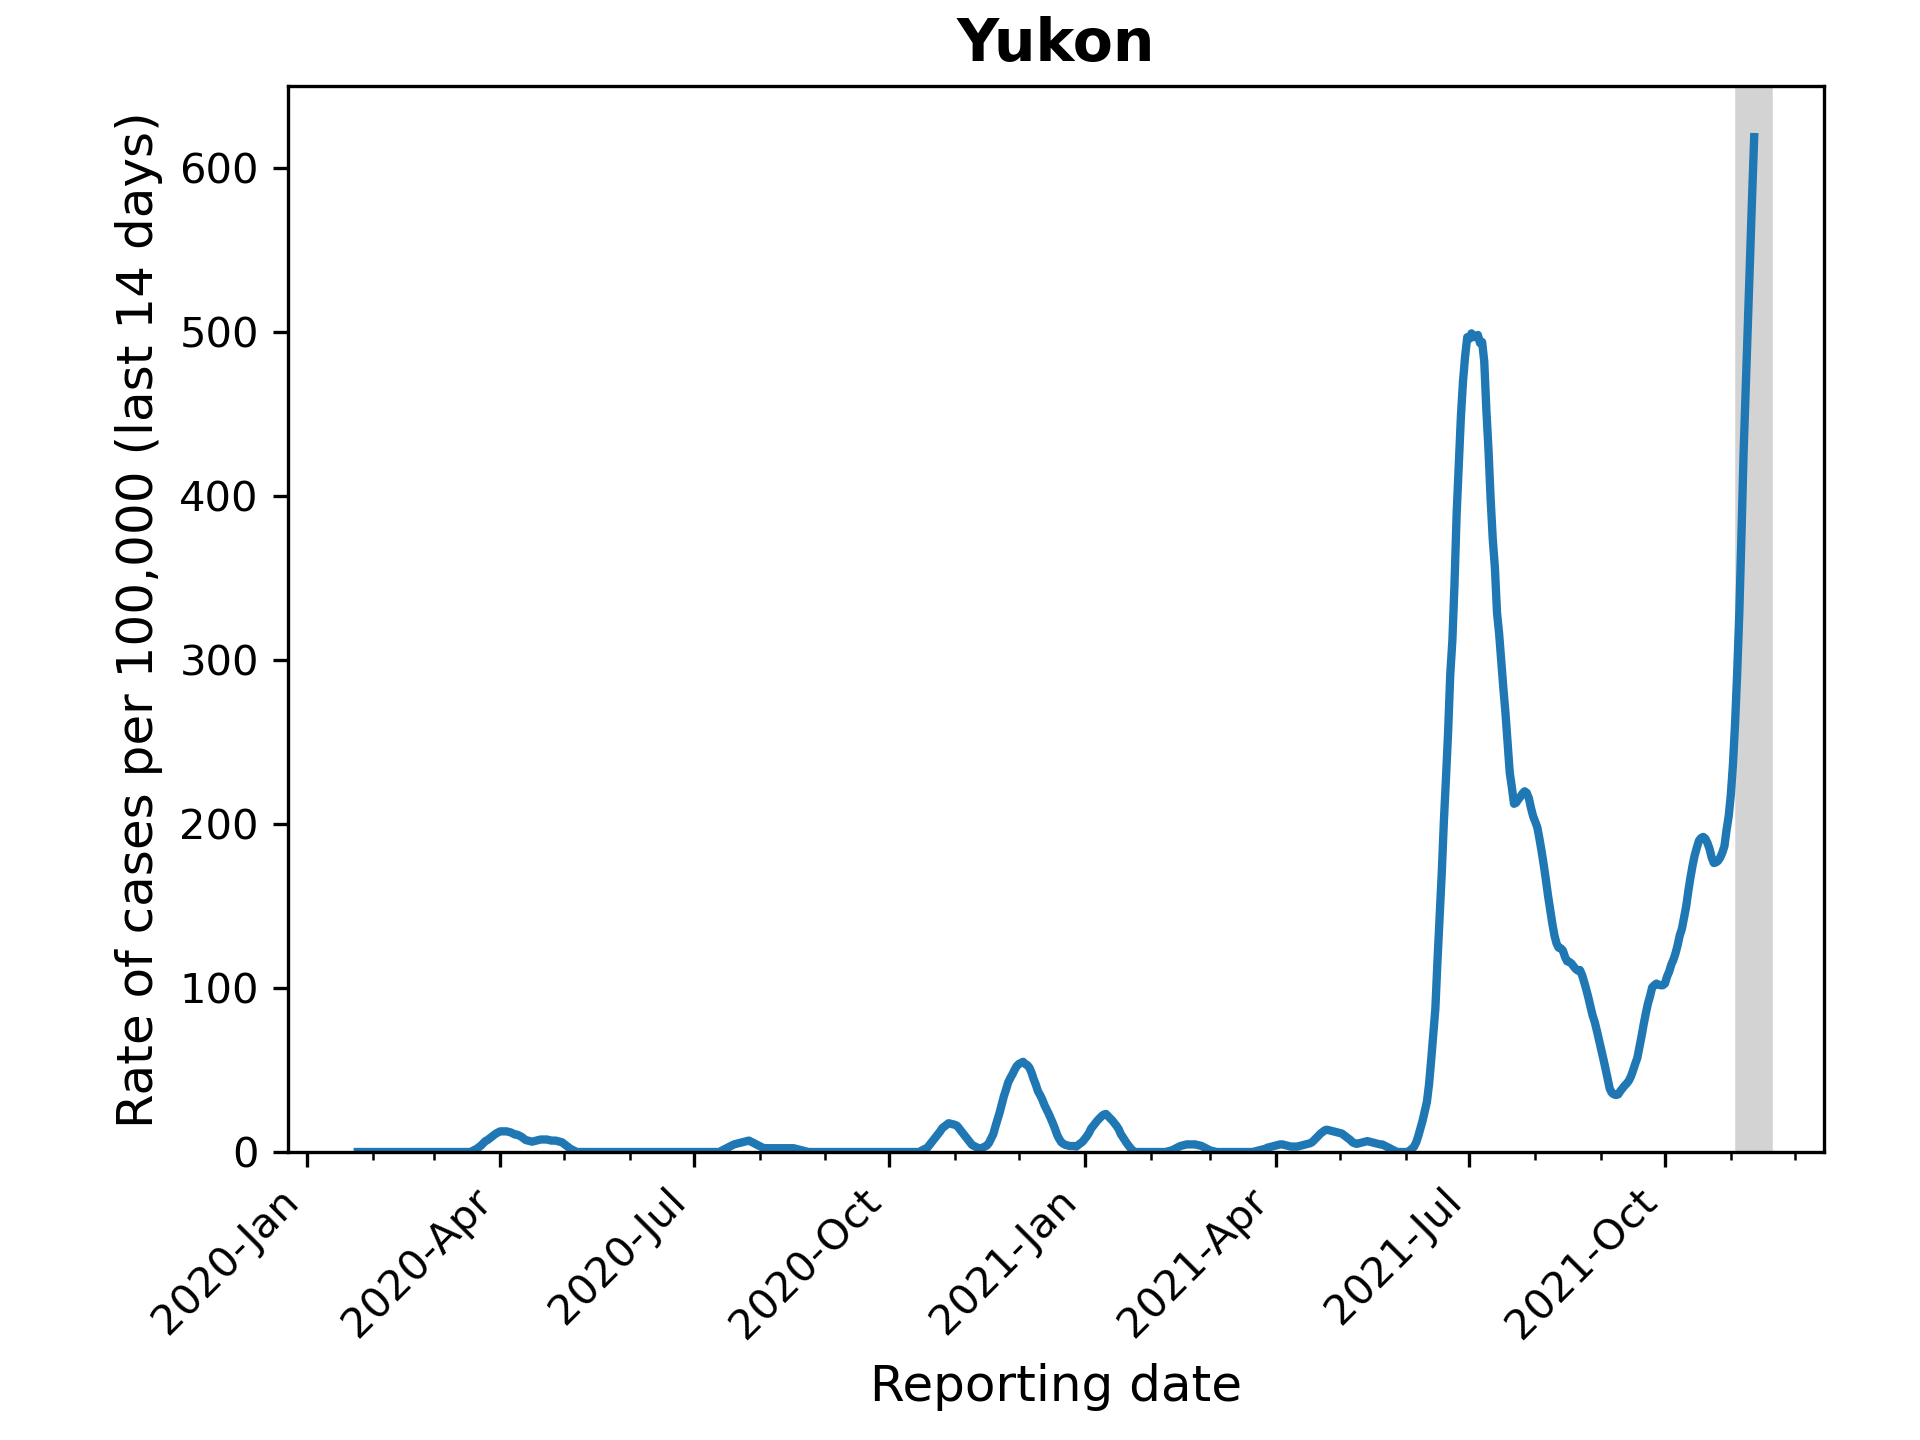 Yukon
Rate of cases per 100,000 (last 14 days)
600
500
400
300
200
100
0
2020-Jan
2020-Apr
2020-Jul
2020-Oct
2021-Jan
2021-Apr
2021-Jul
2021-Oct
Reporting date